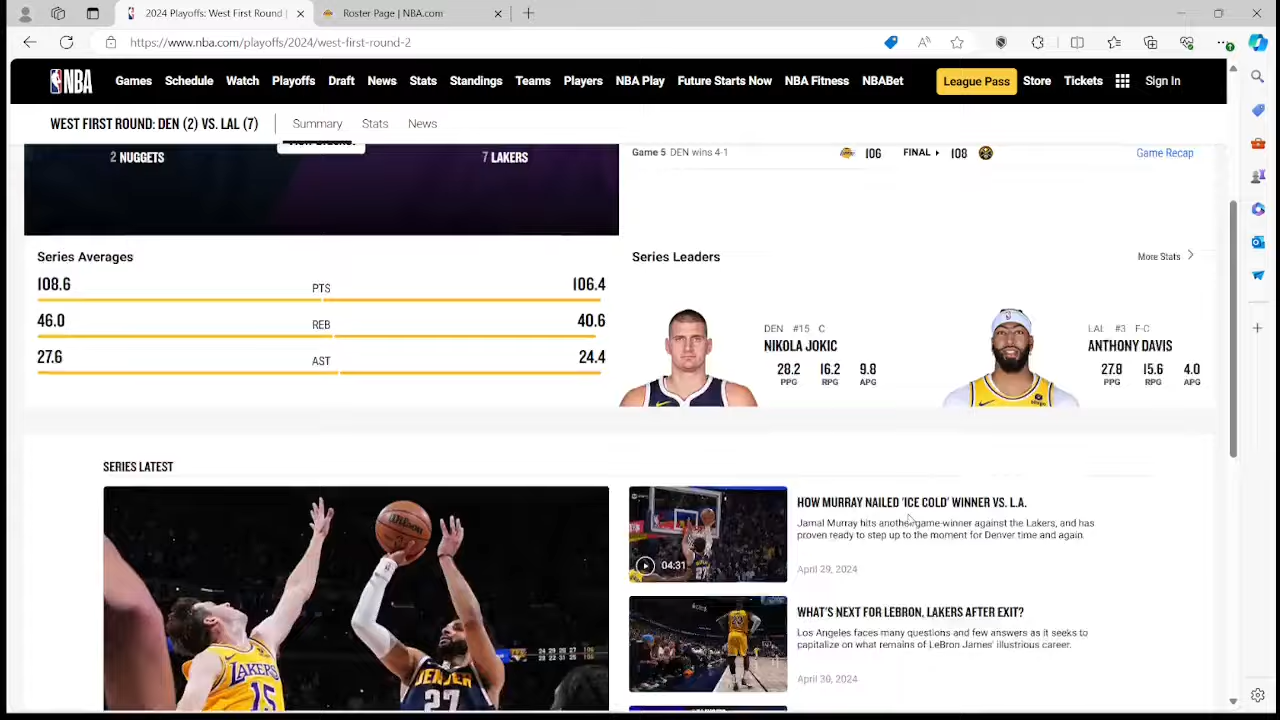 2024 Playoffs: West First Round |
Roster Page | NBA.com
https://www.nba.com/playoffs/2024/west-first-round-2
NBA
Games
Schedule
Watch
Playoffs
Draft
News
Stats
Standings
Teams
Players
NBA Play
Future Starts Now
NBA Fitness
NBABet
League Pass
Store
Tickets
Sign In
WEST FIRST ROUND: DEN (2) VS. LAL (7)
Summary
Stats
News
2 NUGGETS
7 LAKERS
Game 5 DEN wins 4-1
106
FINAL
108
Game Recap
Series Averages
108.6
PTS
106.4
46.0
REB
40.6
27.6
AST
24.4
Series Leaders
More Stats
DEN #15 C
NIKOLA JOKIC
28.2 16.2 9.8
PPG RPG APG
LAL #3 F-C
ANTHONY DAVIS
27.8 15.6 4.0
PPG RPG APG
SERIES LATEST
WILSON
LAKERS
15
DENVER
27
04:31
HOW MURRAY NAILED 'ICE COLD' WINNER VS. L.A.
Jamal Murray hits another game-winner against the Lakers, and has
proven ready to step up to the moment for Denver time and again.
April 29, 2024
WHAT'S NEXT FOR LEBRON, LAKERS AFTER EXIT?
Los Angeles faces many questions and few answers as it seeks to
capitalize on what remains of LeBron James' illustrious career.
April 30, 2024